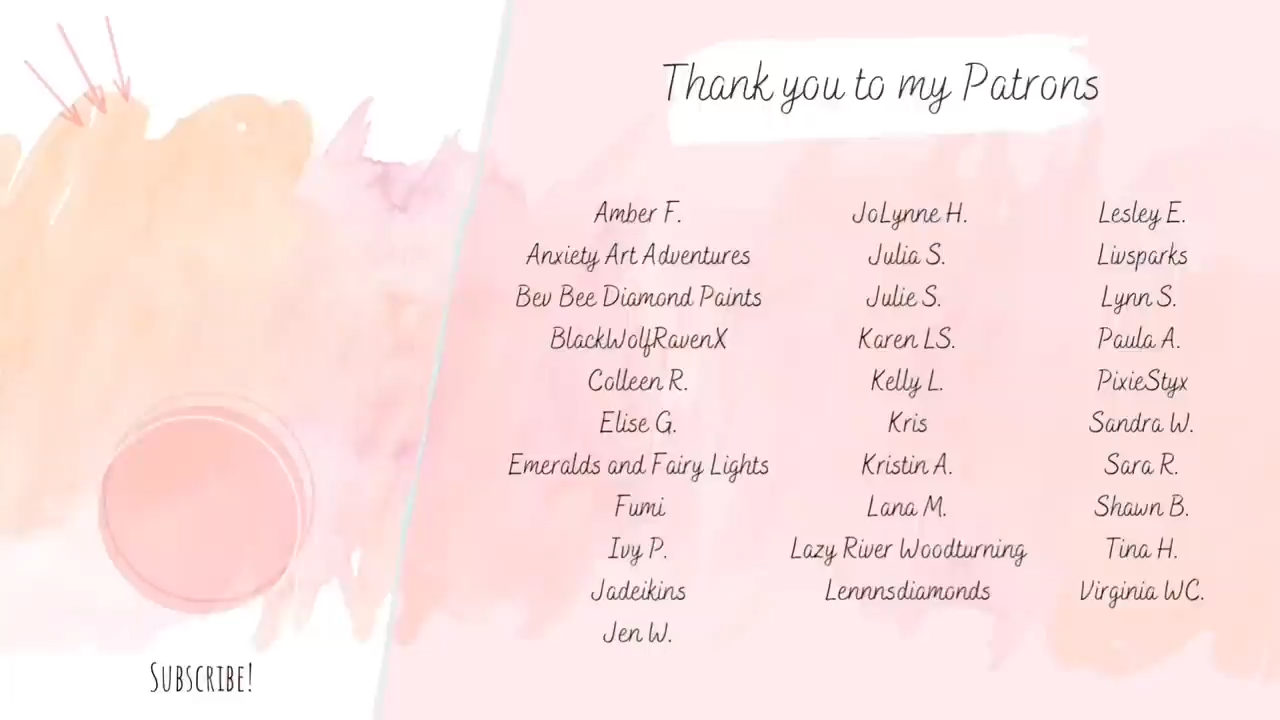 Thank you to my Patrons
Amber F.
Anxiety Art Adventures
Bev Bee Diamond Paints
BlackWolfRavenX
Colleen R.
Elise G.
Emeralds and Fairy Lights
Fumi
Ivy P.
Jadeikins
Jen W.
JoLynne H.
Julia S.
Julie S.
Karen LS.
Kelly L.
Kris
Kristin A.
Lana M.
Lazy River Woodturning
Lennnsdiamonds
Lesley E.
Livsparks
Lynn S.
Paula A.
PixieStyx
Sandra W.
Sara R.
Shawn B.
Tina H.
Virginia WC.
Subscribe!